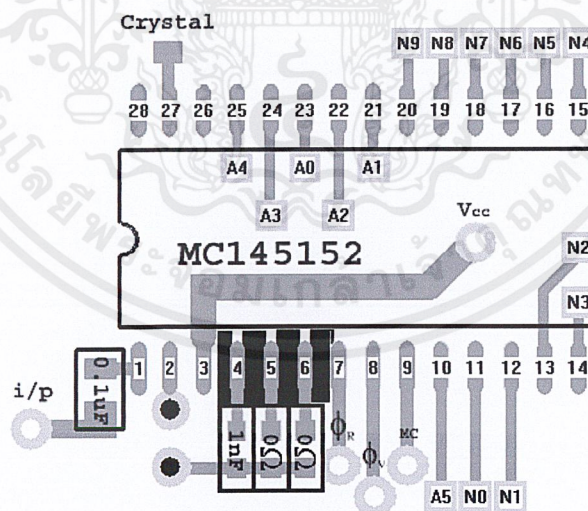 Crystal
N9 N8 N7 N6 N5 N4
28 27 26 25 24 23 22 21 20 19 18 17 16 15
A4 A0 A1
A3 A2
Vcc
MC145152
N2
N3
1 2 3 4 5 6 7 8 9 10 11 12 13 14
0.1uF
i/p
1nF 0Ω 0Ω
ϕR
ϕV
MC
A5 N0 N1